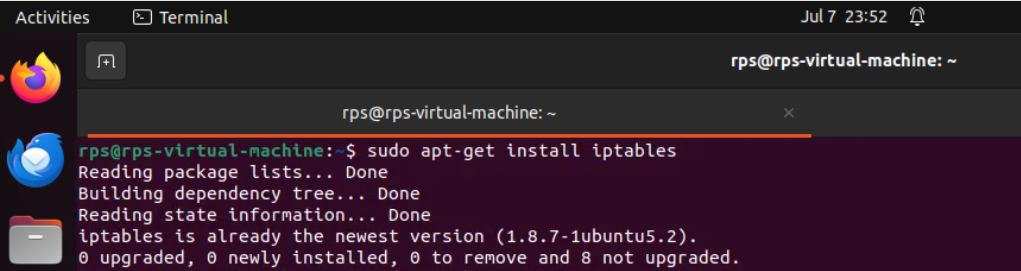 Activities Terminal Jul 7 23:52
rps@rps-virtual-machine: ~
rps@rps-virtual-machine: ~ ×
rps@rps-virtual-machine:~$ sudo apt-get install iptables
Reading package lists... Done
Building dependency tree... Done
Reading state information... Done
iptables is already the newest version (1.8.7-1ubuntu5.2).
0 upgraded, 0 newly installed, 0 to remove and 8 not upgraded.